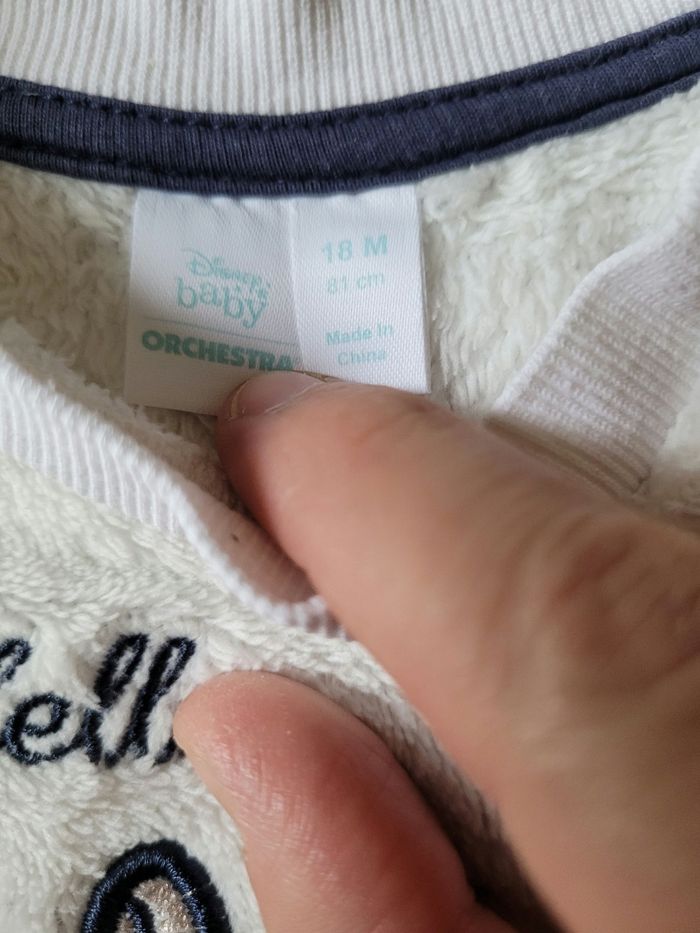 Disney
baby
ORCHESTRA
18 M
81 cm
Made In
China